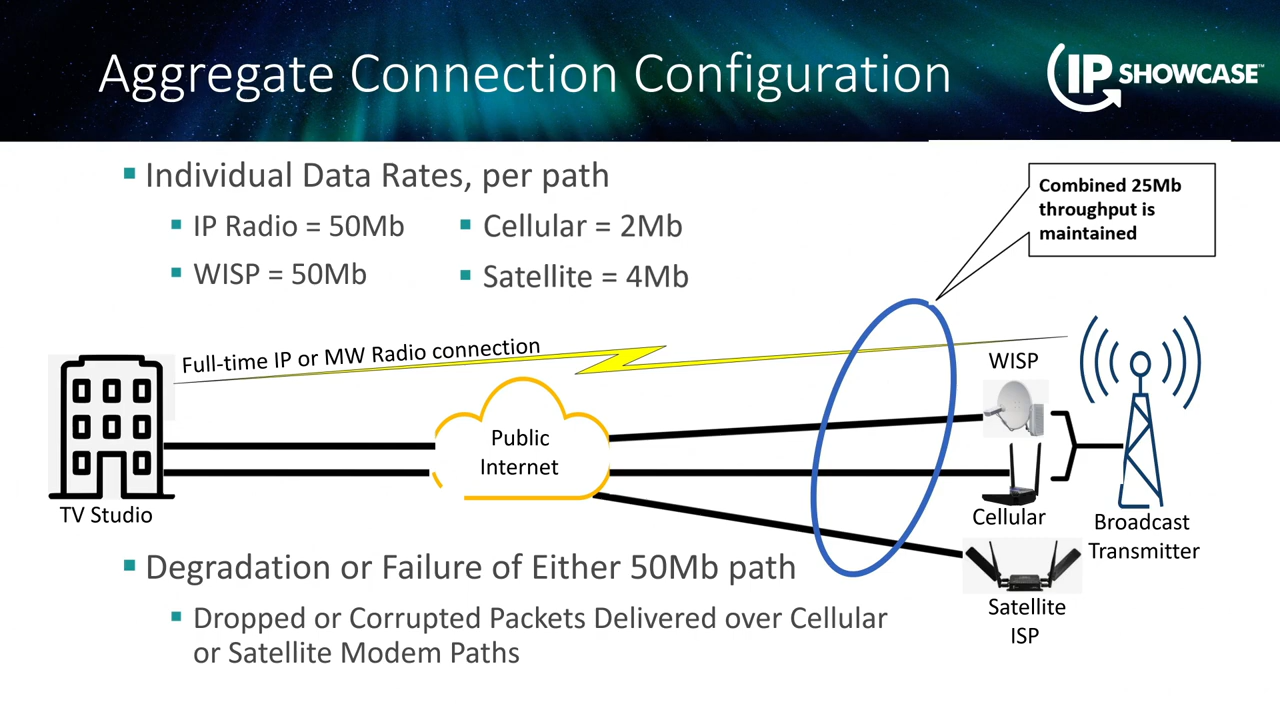 Aggregate Connection Configuration
IP SHOWCASE™
Individual Data Rates, per path
IP Radio = 50Mb
Cellular = 2Mb
WISP = 50Mb
Satellite = 4Mb
Combined 25Mb
throughput is
maintained
Full-time IP or MW Radio connection
WISP
Public
Internet
TV Studio
Cellular
Broadcast
Transmitter
Degradation or Failure of Either 50Mb path
Satellite
ISP
Dropped or Corrupted Packets Delivered over Cellular
or Satellite Modem Paths